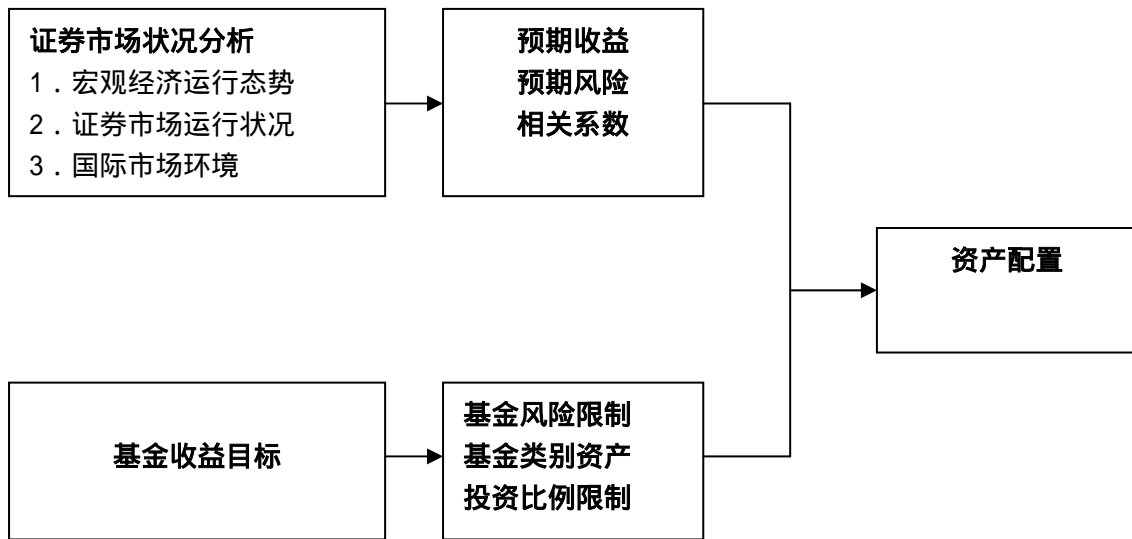 证券市场状况分析
1．宏观经济运行态势
2．证券市场运行状况
3．国际市场环境
预期收益
预期风险
相关系数
资产配置
基金收益目标
基金风险限制
基金类别资产
投资比例限制